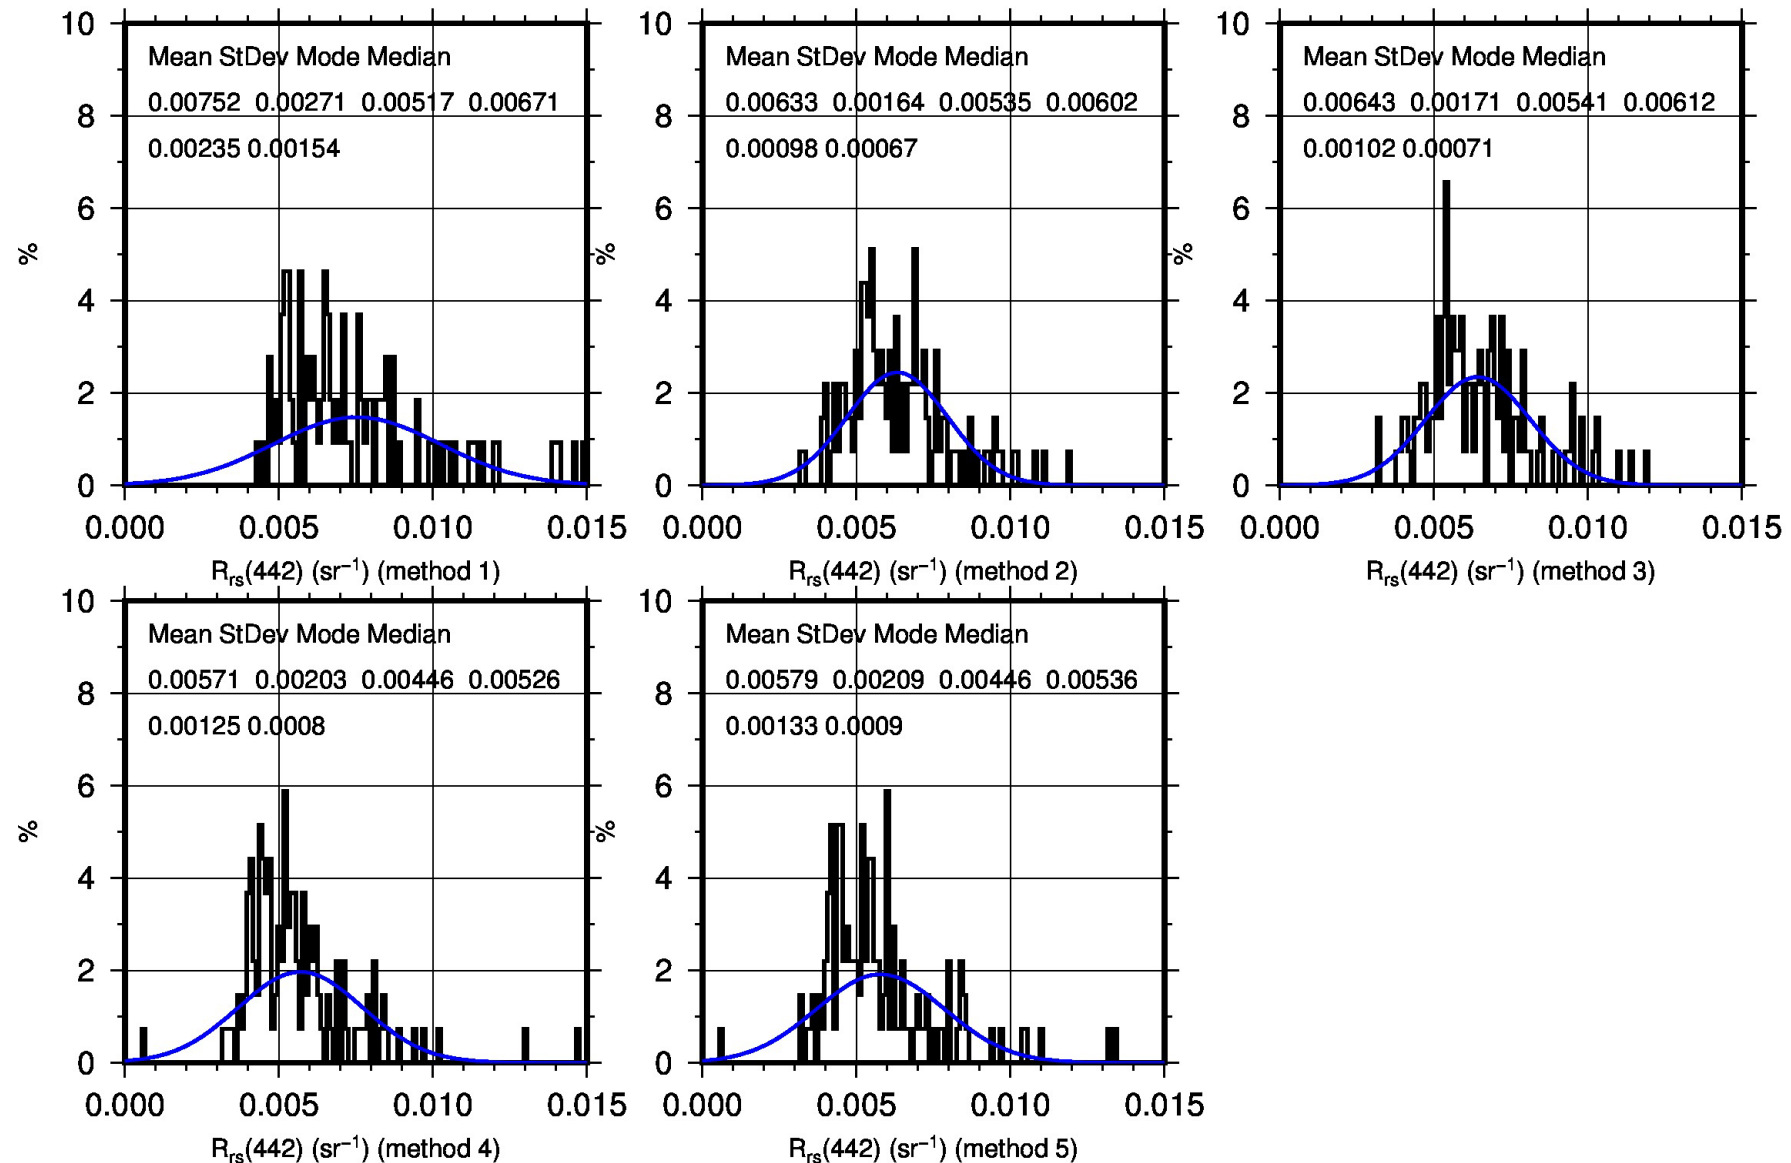 10
8
6
4
2
0
%
Mean StDev Mode Median
0.00752 0.00271 0.00517 0.00671
0.00235 0.00154
0.000 0.005 0.010 0.015
Rrs(442) (sr−1) (method 1)
10
8
6
4
2
0
%
Mean StDev Mode Median
0.00633 0.00164 0.00535 0.00602
0.00098 0.00067
0.000 0.005 0.010 0.015
Rrs(442) (sr−1) (method 2)
10
8
6
4
2
0
%
Mean StDev Mode Median
0.00643 0.00171 0.00541 0.00612
0.00102 0.00071
0.000 0.005 0.010 0.015
Rrs(442) (sr−1) (method 3)
10
8
6
4
2
0
%
Mean StDev Mode Median
0.00571 0.00203 0.00446 0.00526
0.00125 0.0008
0.000 0.005 0.010 0.015
Rrs(442) (sr−1) (method 4)
10
8
6
4
2
0
%
Mean StDev Mode Median
0.00579 0.00209 0.00446 0.00536
0.00133 0.0009
0.000 0.005 0.010 0.015
Rrs(442) (sr−1) (method 5)